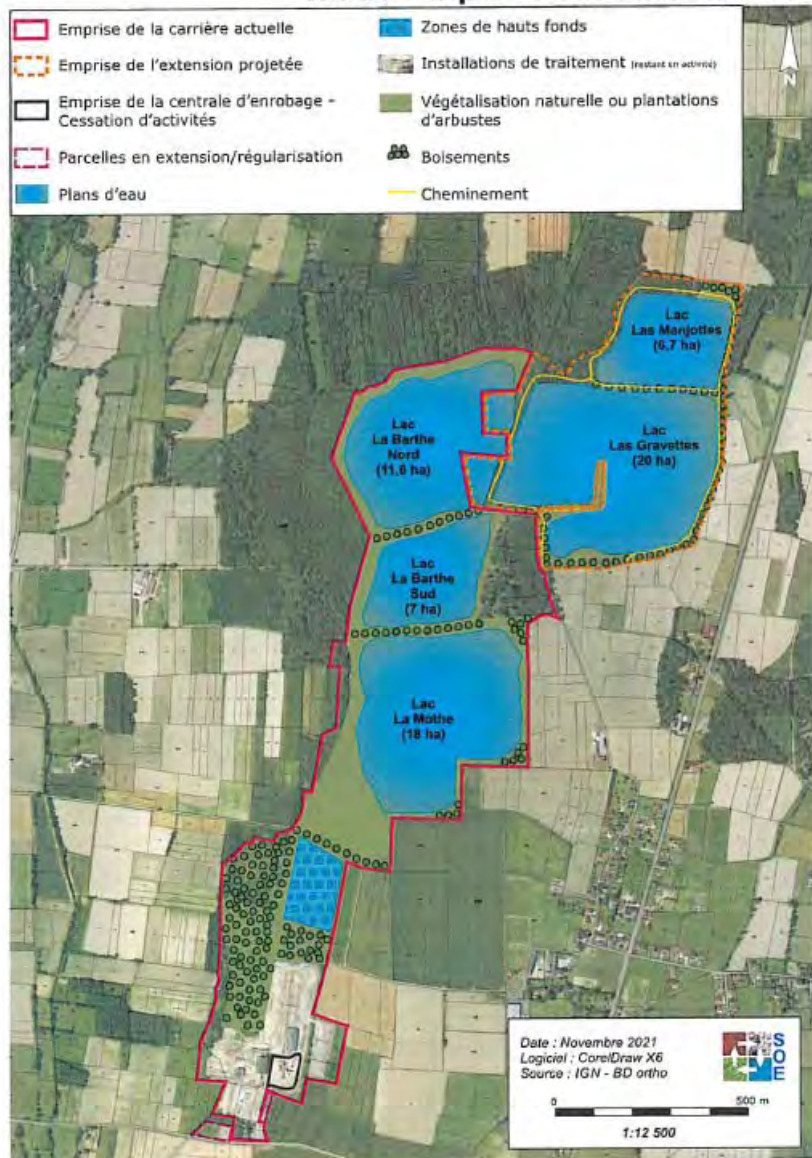 Emprise de la carrière actuelle
Emprise de l'extension projetée
Emprise de la centrale d'enrobage -
Cessation d'activités
Parcelles en extension/régularisation
Plans d'eau
Zones de hauts fonds
Installations de traitement (restant en activité)
Végétalisation naturelle ou plantations
d'arbustes
Boisements
Cheminement
N
Lac
Las Manjottes
(6,7 ha)
Lac
La Barthe
Nord
(11,6 ha)
Lac
Las Gravettes
(20 ha)
Lac
La Barthe
Sud
(7 ha)
Lac
La Mothe
(18 ha)
Date : Novembre 2021
Logiciel : CorelDraw X6
Source : IGN - BD ortho
SOE
0 500 m
1:12 500